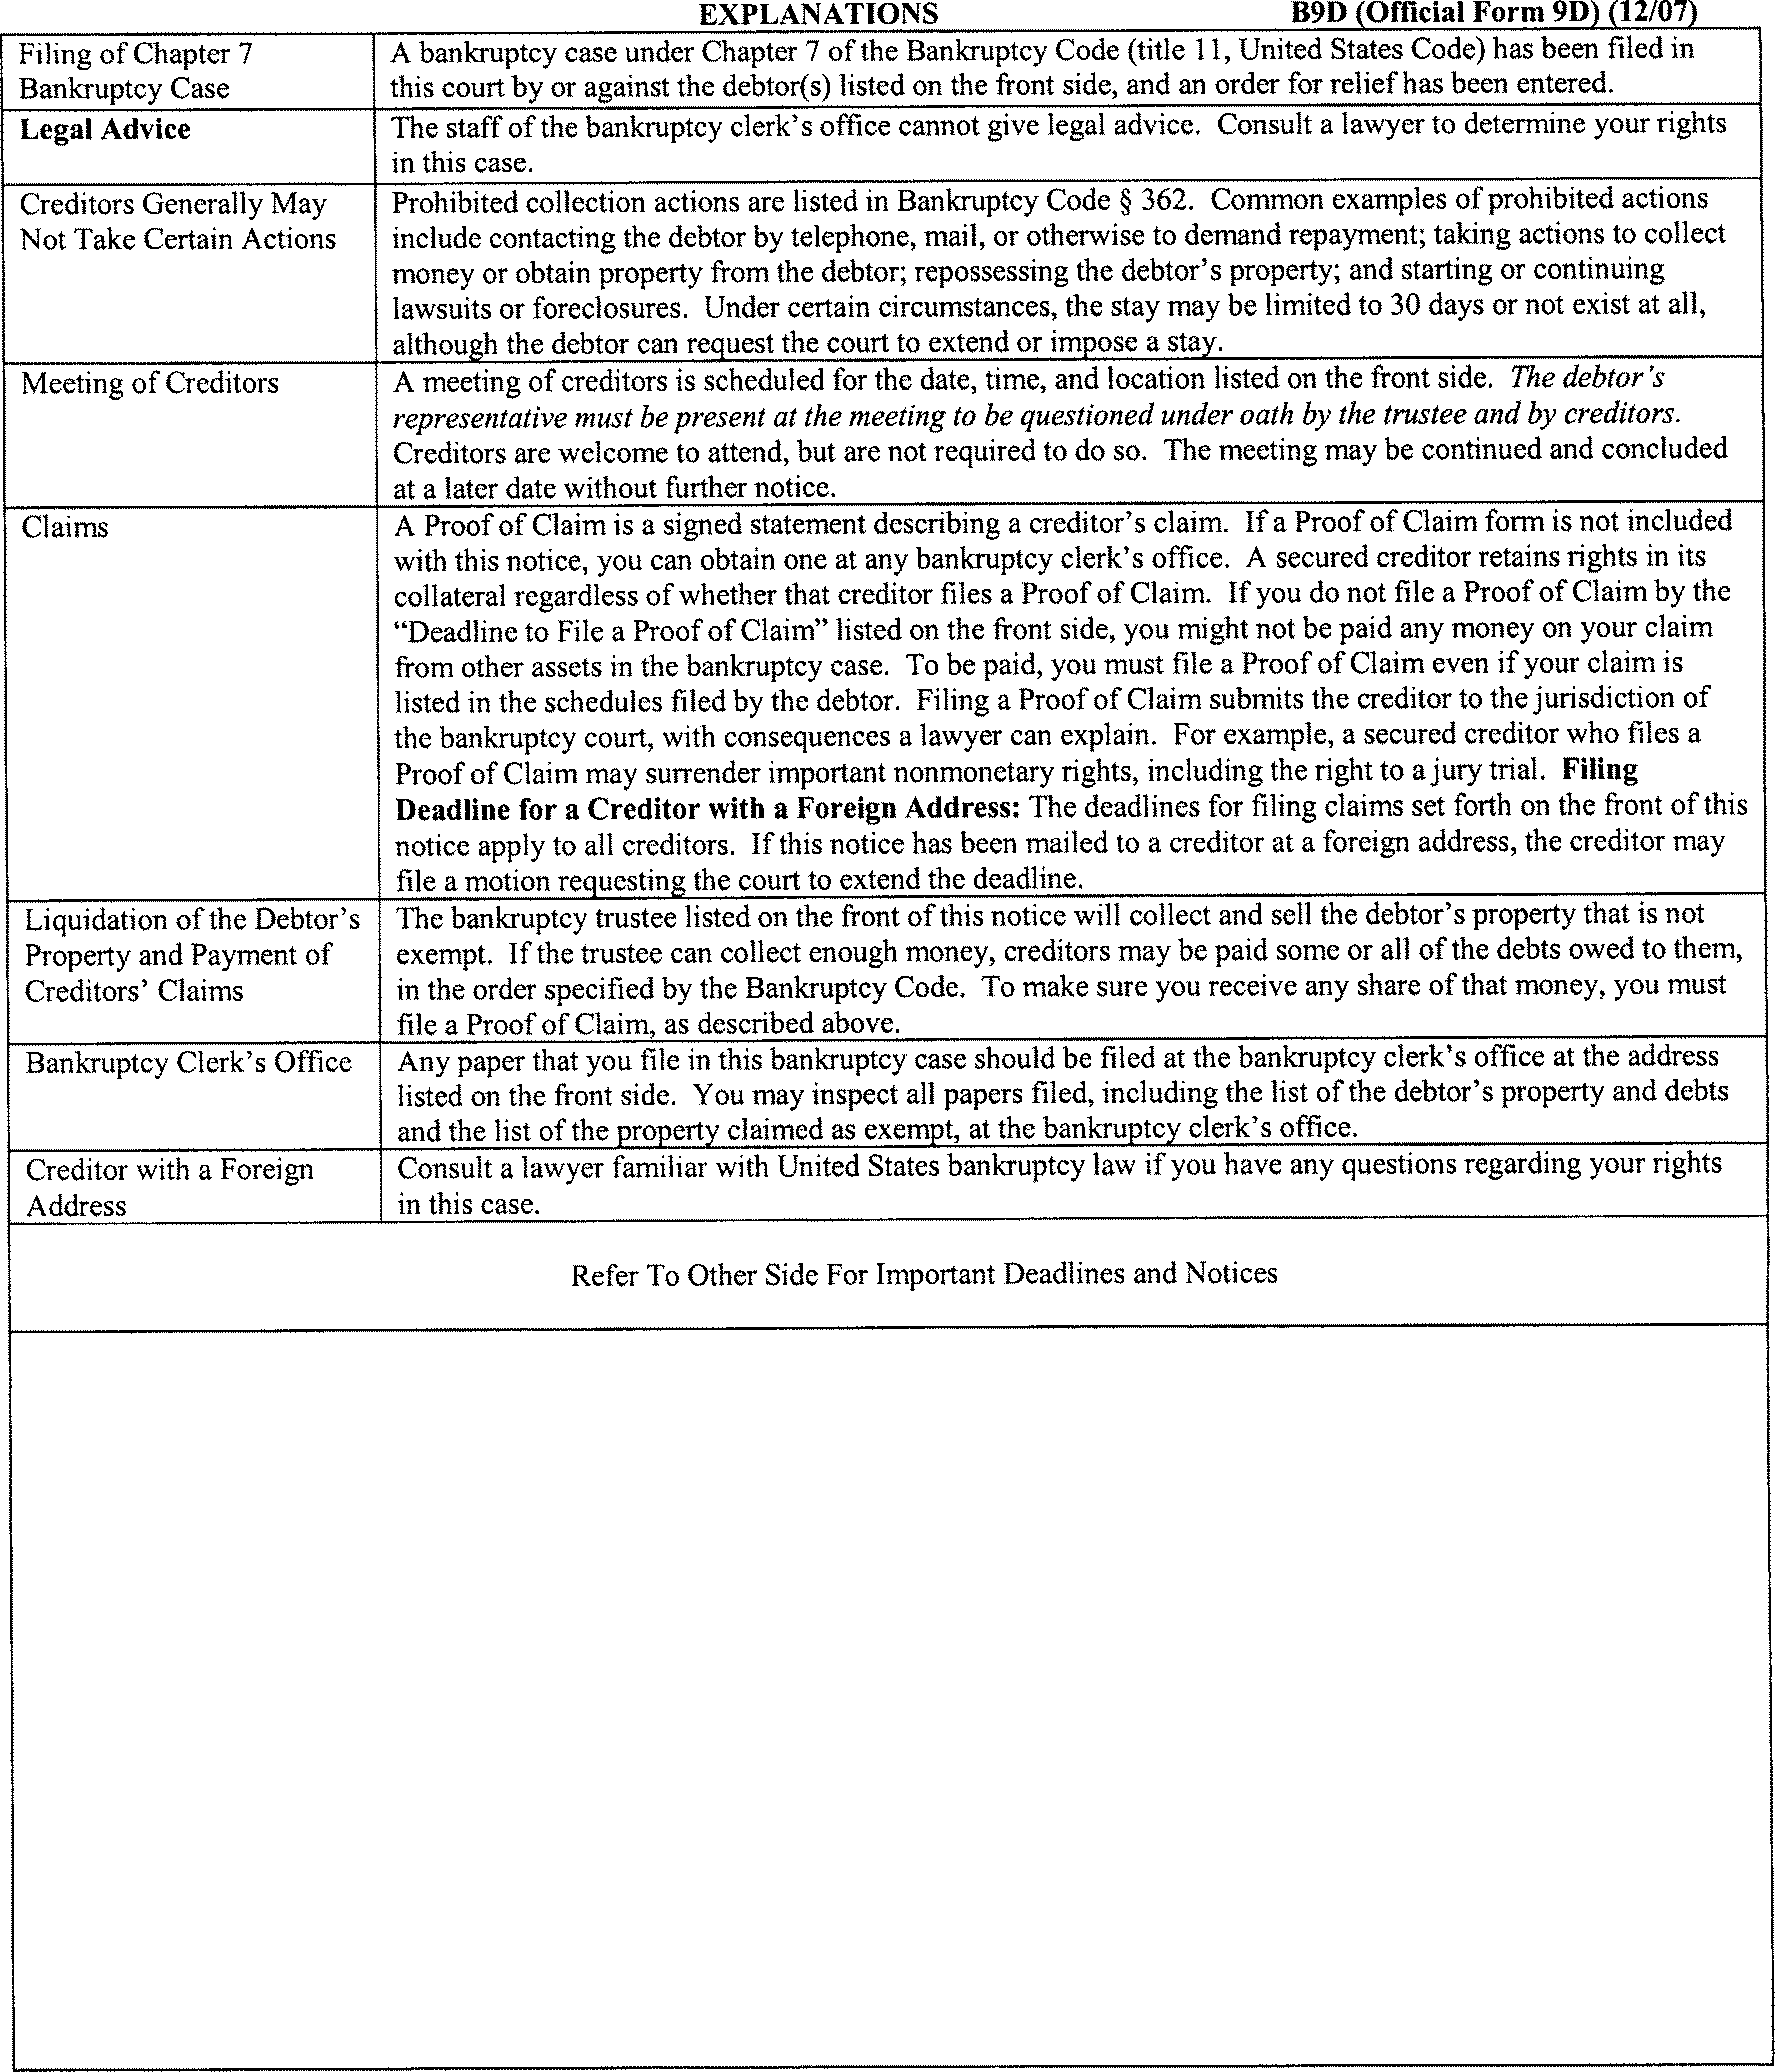 EXPLANATIONS B9D (Official Form 9D) (12/07)
Filing of Chapter 7
Bankruptcy Case
A bankruptcy case under Chapter 7 of the Bankruptcy Code (title 11, United States Code) has been filed in
this court by or against the debtor(s) listed on the front side, and an order for relief has been entered.
Legal Advice
The staff of the bankruptcy clerk's office cannot give legal advice. Consult a lawyer to determine your rights
in this case.
Creditors Generally May
Not Take Certain Actions
Prohibited collection actions are listed in Bankruptcy Code § 362. Common examples of prohibited actions
include contacting the debtor by telephone, mail, or otherwise to demand repayment; taking actions to collect
money or obtain property from the debtor; repossessing the debtor's property; and starting or continuing
lawsuits or foreclosures. Under certain circumstances, the stay may be limited to 30 days or not exist at all,
although the debtor can request the court to extend or impose a stay.
Meeting of Creditors
A meeting of creditors is scheduled for the date, time, and location listed on the front side. The debtor's
representative must be present at the meeting to be questioned under oath by the trustee and by creditors.
Creditors are welcome to attend, but are not required to do so. The meeting may be continued and concluded
at a later date without further notice.
Claims
A Proof of Claim is a signed statement describing a creditor's claim. If a Proof of Claim form is not included
with this notice, you can obtain one at any bankruptcy clerk's office. A secured creditor retains rights in its
collateral regardless of whether that creditor files a Proof of Claim. If you do not file a Proof of Claim by the
“Deadline to File a Proof of Claim” listed on the front side, you might not be paid any money on your claim
from other assets in the bankruptcy case. To be paid, you must file a Proof of Claim even if your claim is
listed in the schedules filed by the debtor. Filing a Proof of Claim submits the creditor to the jurisdiction of
the bankruptcy court, with consequences a lawyer can explain. For example, a secured creditor who files a
Proof of Claim may surrender important nonmonetary rights, including the right to a jury trial. Filing
Deadline for a Creditor with a Foreign Address: The deadlines for filing claims set forth on the front of this
notice apply to all creditors. If this notice has been mailed to a creditor at a foreign address, the creditor may
file a motion requesting the court to extend the deadline.
Liquidation of the Debtor's
Property and Payment of
Creditors' Claims
The bankruptcy trustee listed on the front of this notice will collect and sell the debtor's property that is not
exempt. If the trustee can collect enough money, creditors may be paid some or all of the debts owed to them,
in the order specified by the Bankruptcy Code. To make sure you receive any share of that money, you must
file a Proof of Claim, as described above.
Bankruptcy Clerk's Office
Any paper that you file in this bankruptcy case should be filed at the bankruptcy clerk's office at the address
listed on the front side. You may inspect all papers filed, including the list of the debtor's property and debts
and the list of the property claimed as exempt, at the bankruptcy clerk's office.
Creditor with a Foreign
Address
Consult a lawyer familiar with United States bankruptcy law if you have any questions regarding your rights
in this case.
Refer To Other Side For Important Deadlines and Notices